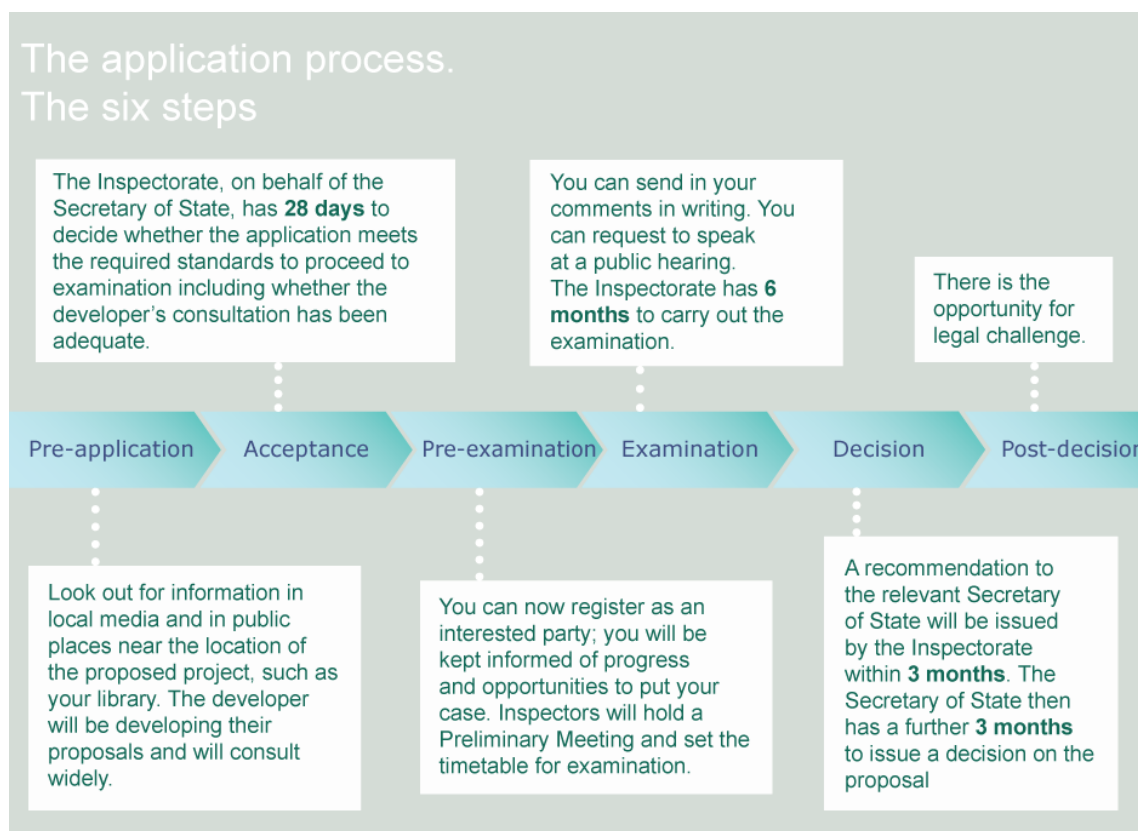 The application process.
The six steps
The Inspectorate, on behalf of the
Secretary of State, has 28 days to
decide whether the application meets
the required standards to proceed to
examination including whether the
developer's consultation has been
adequate.
You can send in your
comments in writing. You
can request to speak
at a public hearing.
The Inspectorate has 6
months to carry out the
examination.
There is the
opportunity for
legal challenge.
Pre-application
Acceptance
Pre-examination
Examination
Decision
Post-decision
Look out for information in
local media and in public
places near the location of
the proposed project, such as
your library. The developer
will be developing their
proposals and will consult
widely.
You can now register as an
interested party; you will be
kept informed of progress
and opportunities to put your
case. Inspectors will hold a
Preliminary Meeting and set the
timetable for examination.
A recommendation to
the relevant Secretary
of State will be issued
by the Inspectorate
within 3 months. The
Secretary of State then
has a further 3 months
to issue a decision on the
proposal